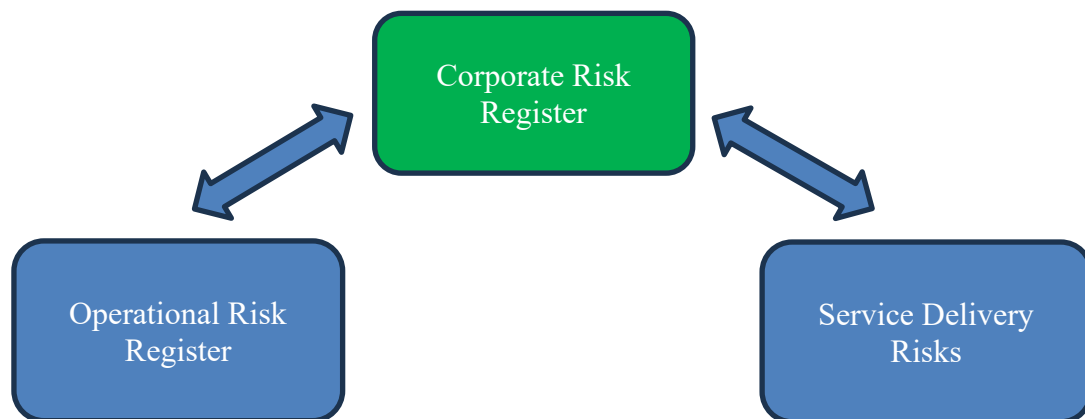 Corporate Risk
Register
Operational Risk
Register
Service Delivery
Risks